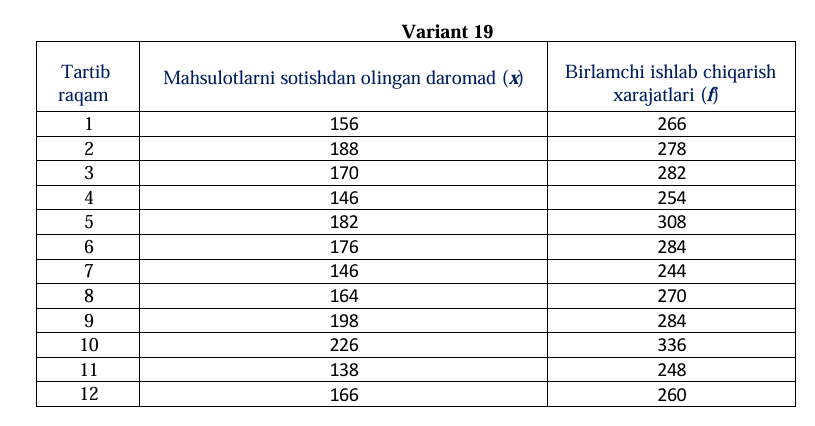 Variant 19
Tartib raqam Mahsulotlarni sotishdan olingan daromad (x) Birlamchi ishlab chiqarish xarajatlari (f)
1 156 266
2 188 278
3 170 282
4 146 254
5 182 308
6 176 284
7 146 244
8 164 270
9 198 284
10 226 336
11 138 248
12 166 260